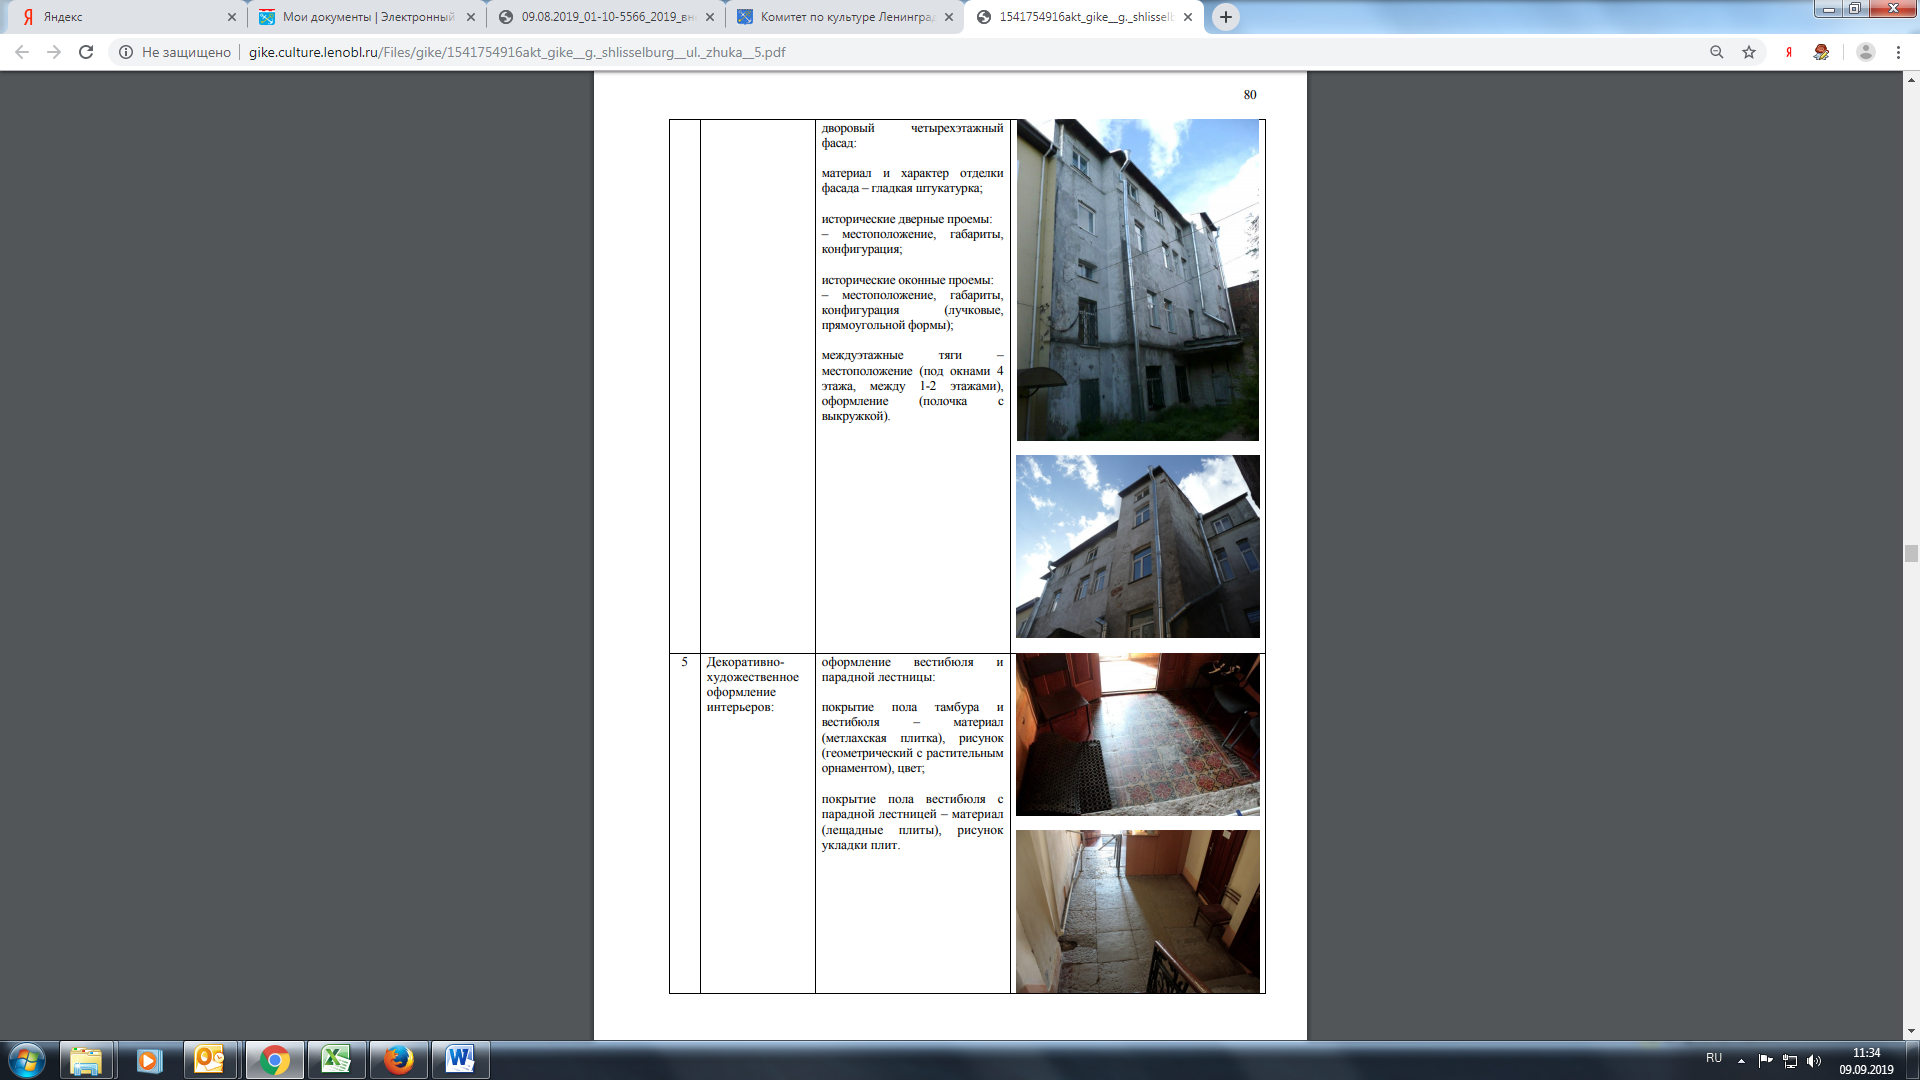 Яндекс
Мои документы | Электронный
09.08.2019_01-10-5566_2019_вн
Комитет по культуре Ленинград
1541754916akt_gike__g._shlissel
Не защищено
gike.culture.lenobl.ru/Files/gike/1541754916akt_gike__g._shlisselburg__ul._zhuka__5.pdf
80
дворовый четырехэтажный
фасад:
материал и характер отделки
фасада – гладкая штукатурка;
исторические дверные проемы:
– местоположение, габариты,
конфигурация;
исторические оконные проемы:
– местоположение, габариты,
конфигурация (лучковые,
прямоугольной формы);
междуэтажные тяги –
местоположение (под окнами 4
этажа, между 1-2 этажами),
оформление (полочка с
выкружкой).
5
Декоративно-
художественное
оформление
интерьеров:
оформление вестибюля и
парадной лестницы:
покрытие пола тамбура и
вестибюля – материал
(метлахская плитка), рисунок
(геометрический с растительным
орнаментом), цвет;
покрытие пола вестибюля с
парадной лестницей – материал
(лещадные плиты), рисунок
укладки плит.
RU
11:34
09.09.2019